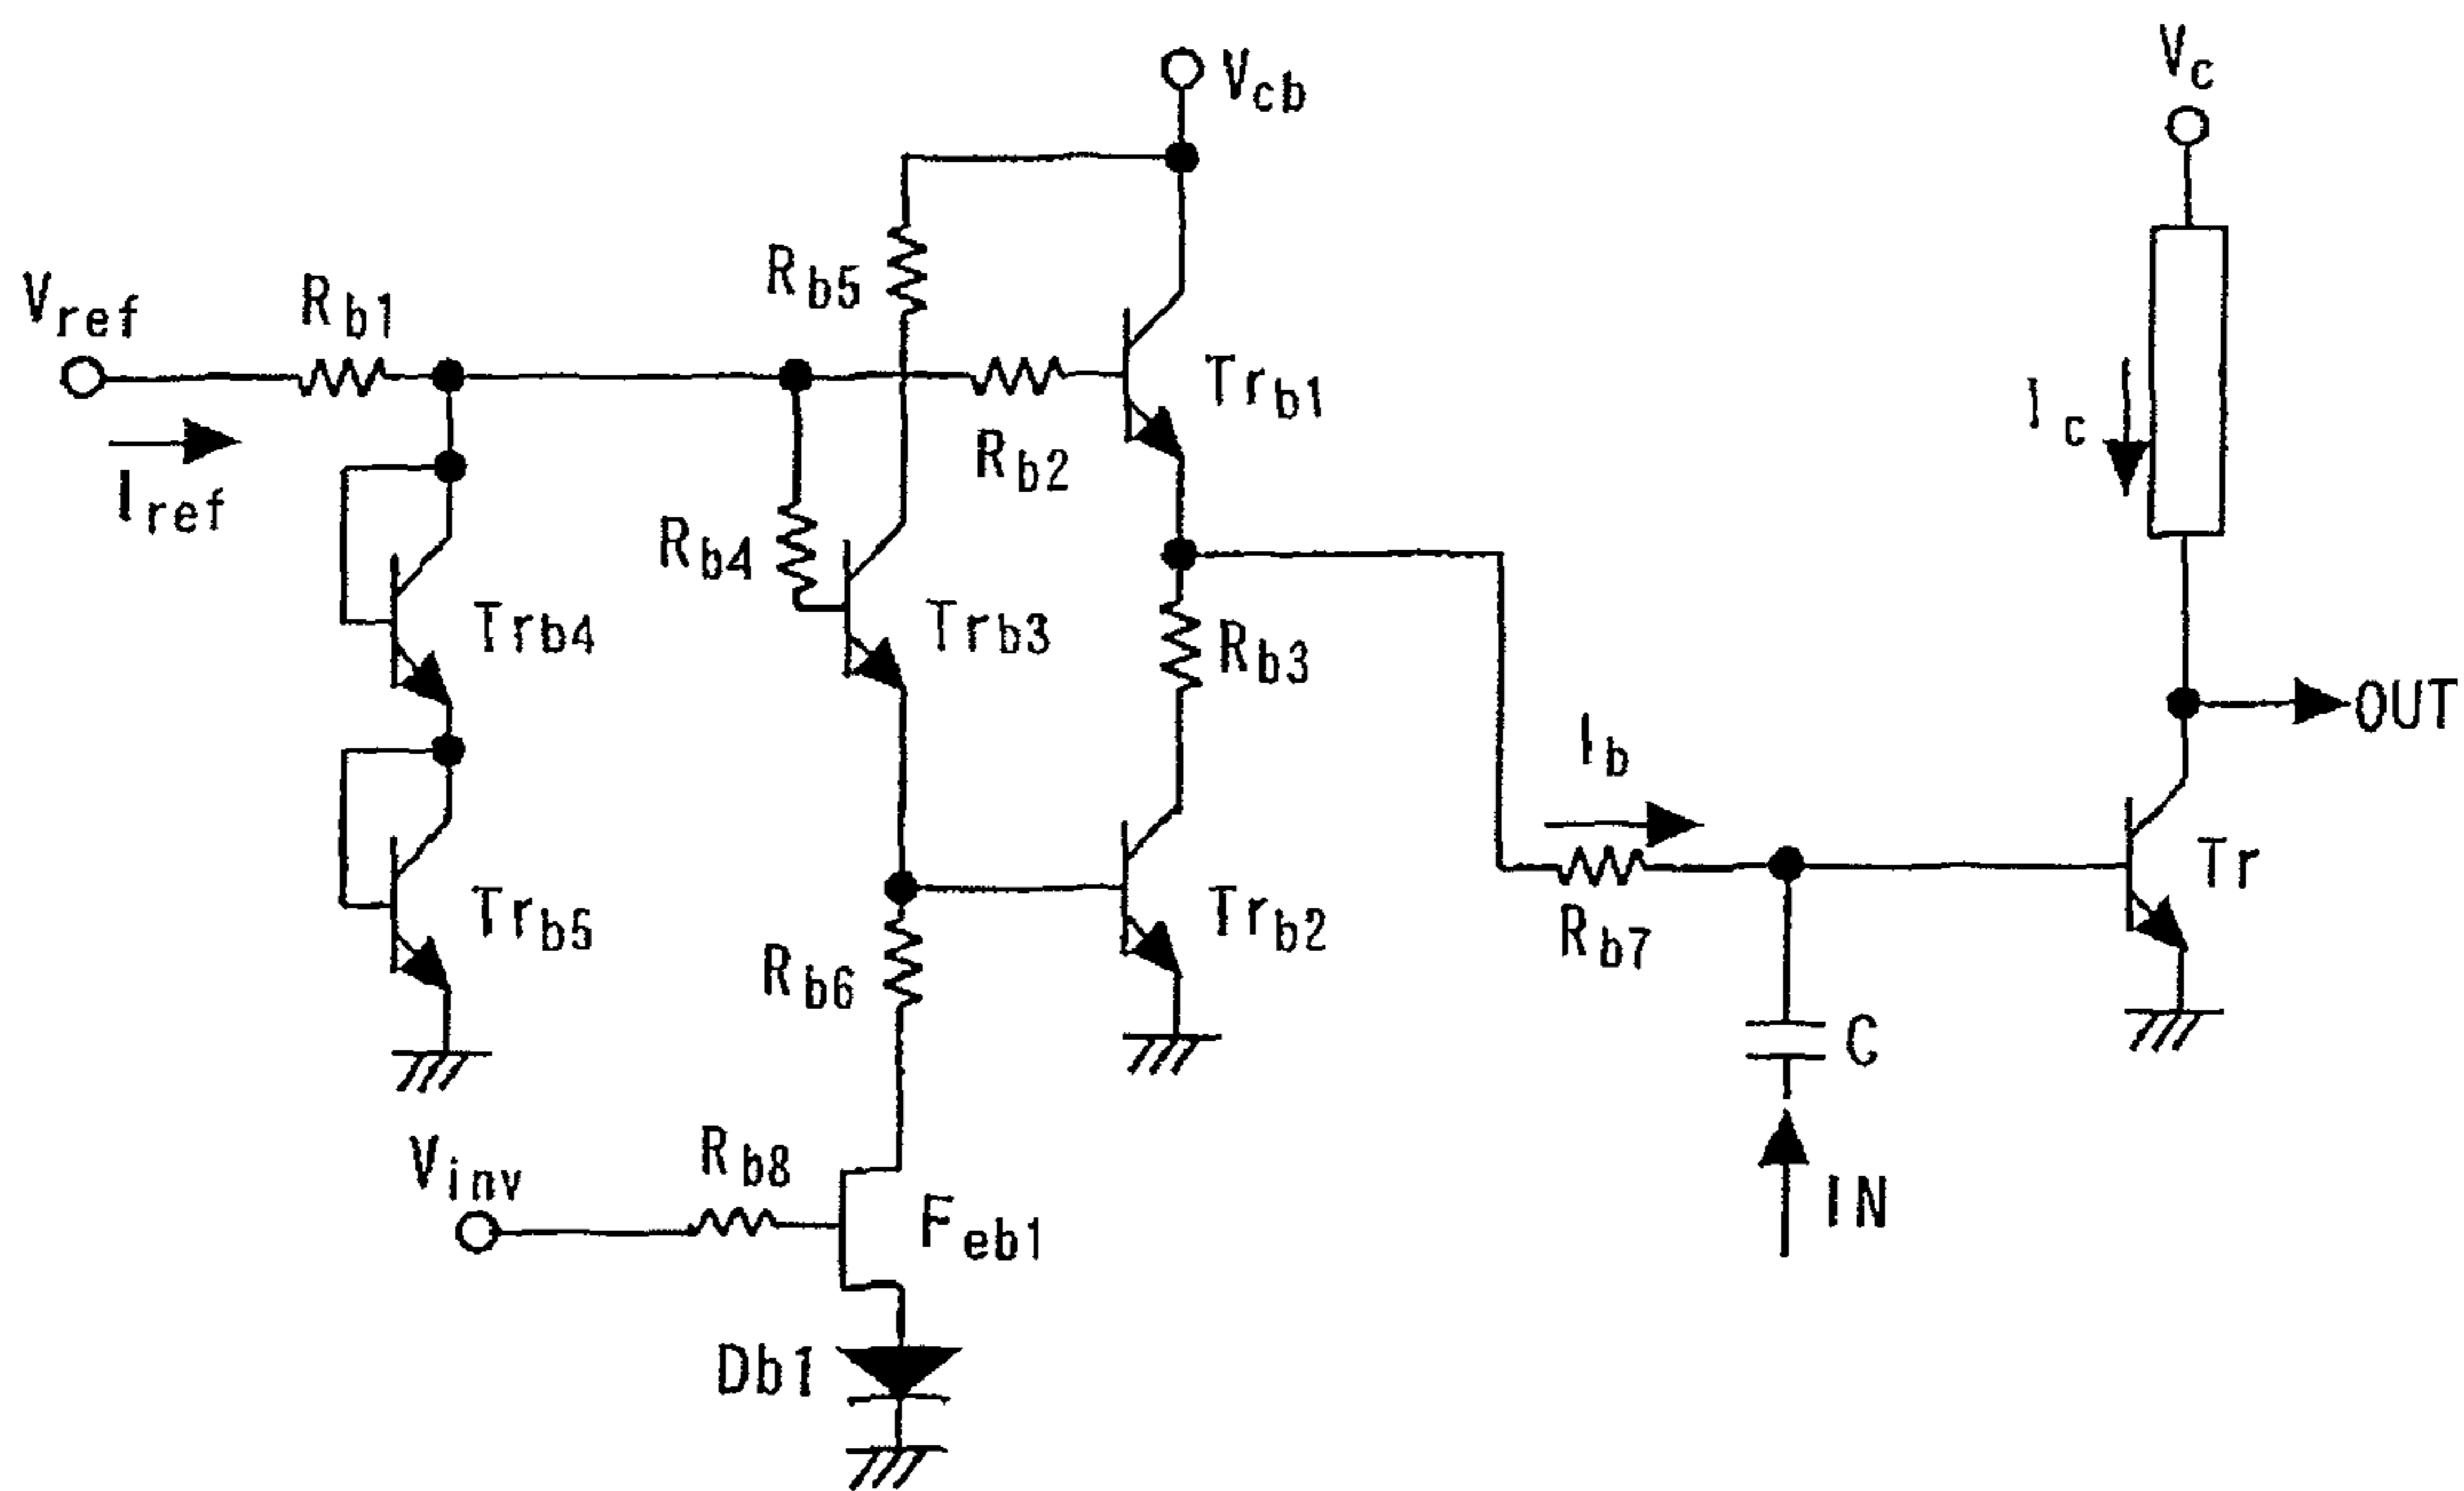 Vcb
Vc
Rb5
Vref
Rb1
Trb1
Ic
Rb2
Iref
Rb4
Trb4
Trb3
Rb3
OUT
Ib
Tr
Trb5
Trb2
Rb7
Rb6
C
Vinv
Rb8
Feb1
IN
Db1